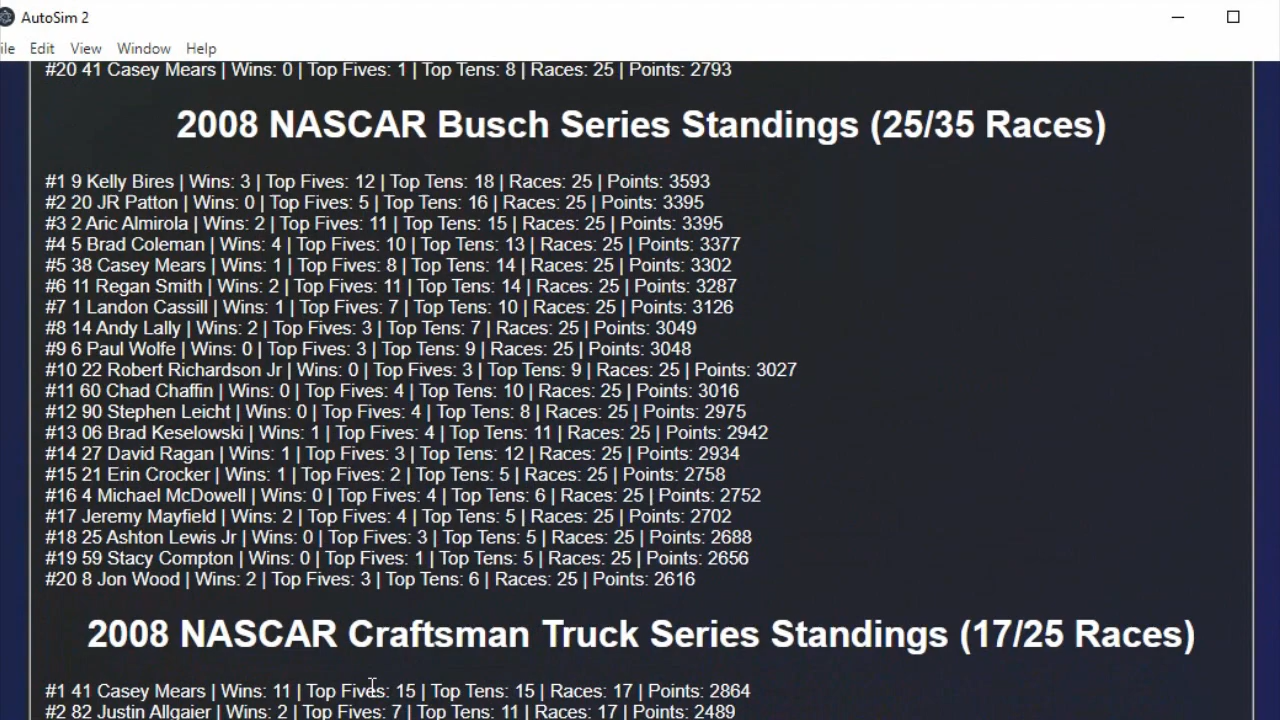 AutoSim 2
ile Edit View Window Help
#20 41 Casey Mears | Wins: 0 | Top Fives: 1 | Top Tens: 8 | Races: 25 | Points: 2793
2008 NASCAR Busch Series Standings (25/35 Races)
#1 9 Kelly Bires | Wins: 3 | Top Fives: 12 | Top Tens: 18 | Races: 25 | Points: 3593
#2 20 JR Patton | Wins: 0 | Top Fives: 5 | Top Tens: 16 | Races: 25 | Points: 3395
#3 2 Aric Almirola | Wins: 2 | Top Fives: 11 | Top Tens: 15 | Races: 25 | Points: 3395
#4 5 Brad Coleman | Wins: 4 | Top Fives: 10 | Top Tens: 13 | Races: 25 | Points: 3377
#5 38 Casey Mears | Wins: 1 | Top Fives: 8 | Top Tens: 14 | Races: 25 | Points: 3302
#6 11 Regan Smith | Wins: 2 | Top Fives: 11 | Top Tens: 14 | Races: 25 | Points: 3287
#7 1 Landon Cassill | Wins: 1 | Top Fives: 7 | Top Tens: 10 | Races: 25 | Points: 3126
#8 14 Andy Lally | Wins: 2 | Top Fives: 3 | Top Tens: 7 | Races: 25 | Points: 3049
#9 6 Paul Wolfe | Wins: 0 | Top Fives: 3 | Top Tens: 9 | Races: 25 | Points: 3048
#10 22 Robert Richardson Jr | Wins: 0 | Top Fives: 3 | Top Tens: 9 | Races: 25 | Points: 3027
#11 60 Chad Chaffin | Wins: 0 | Top Fives: 4 | Top Tens: 10 | Races: 25 | Points: 3016
#12 90 Stephen Leicht | Wins: 0 | Top Fives: 4 | Top Tens: 8 | Races: 25 | Points: 2975
#13 06 Brad Keselowski | Wins: 1 | Top Fives: 4 | Top Tens: 11 | Races: 25 | Points: 2942
#14 27 David Ragan | Wins: 1 | Top Fives: 3 | Top Tens: 12 | Races: 25 | Points: 2934
#15 21 Erin Crocker | Wins: 1 | Top Fives: 2 | Top Tens: 5 | Races: 25 | Points: 2758
#16 4 Michael McDowell | Wins: 0 | Top Fives: 4 | Top Tens: 6 | Races: 25 | Points: 2752
#17 Jeremy Mayfield | Wins: 2 | Top Fives: 4 | Top Tens: 5 | Races: 25 | Points: 2702
#18 25 Ashton Lewis Jr | Wins: 0 | Top Fives: 3 | Top Tens: 5 | Races: 25 | Points: 2688
#19 59 Stacy Compton | Wins: 0 | Top Fives: 1 | Top Tens: 5 | Races: 25 | Points: 2656
#20 8 Jon Wood | Wins: 2 | Top Fives: 3 | Top Tens: 6 | Races: 25 | Points: 2616
2008 NASCAR Craftsman Truck Series Standings (17/25 Races)
#1 41 Casey Mears | Wins: 11 | Top Fives: 15 | Top Tens: 15 | Races: 17 | Points: 2864
#2 82 Justin Allgaier | Wins: 2 | Top Fives: 7 | Top Tens: 11 | Races: 17 | Points: 2489